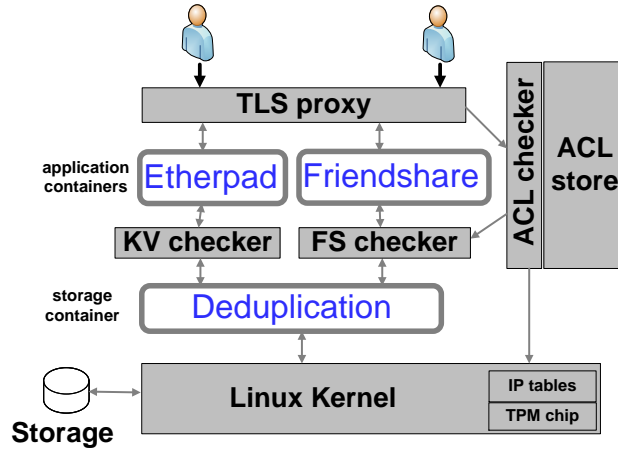 TLS proxy
application
containers
Etherpad
Friendshare
ACL checker
ACL
store
KV checker
FS checker
storage
container
Deduplication
Linux Kernel
IP tables
TPM chip
Storage